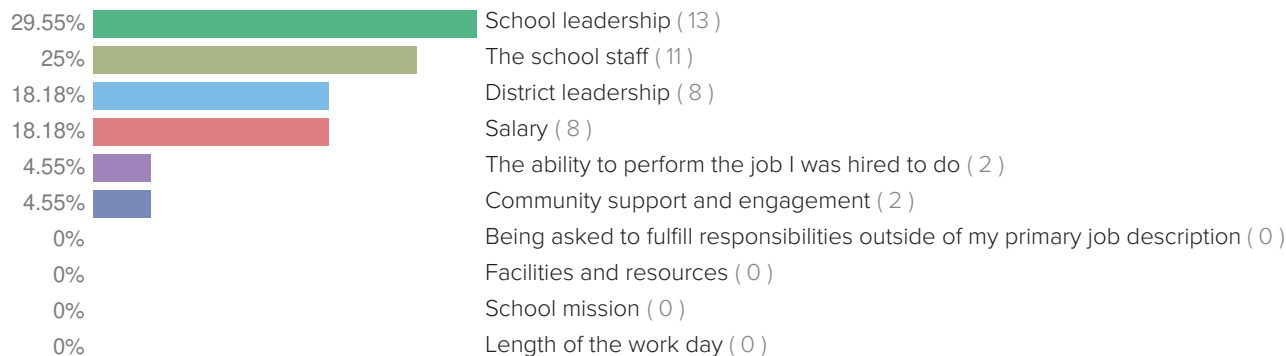 29.55% School leadership ( 13 )
25% The school staff ( 11 )
18.18% District leadership ( 8 )
18.18% Salary ( 8 )
4.55% The ability to perform the job I was hired to do ( 2 )
4.55% Community support and engagement ( 2 )
0% Being asked to fulfill responsibilities outside of my primary job description ( 0 )
0% Facilities and resources ( 0 )
0% School mission ( 0 )
0% Length of the work day ( 0 )